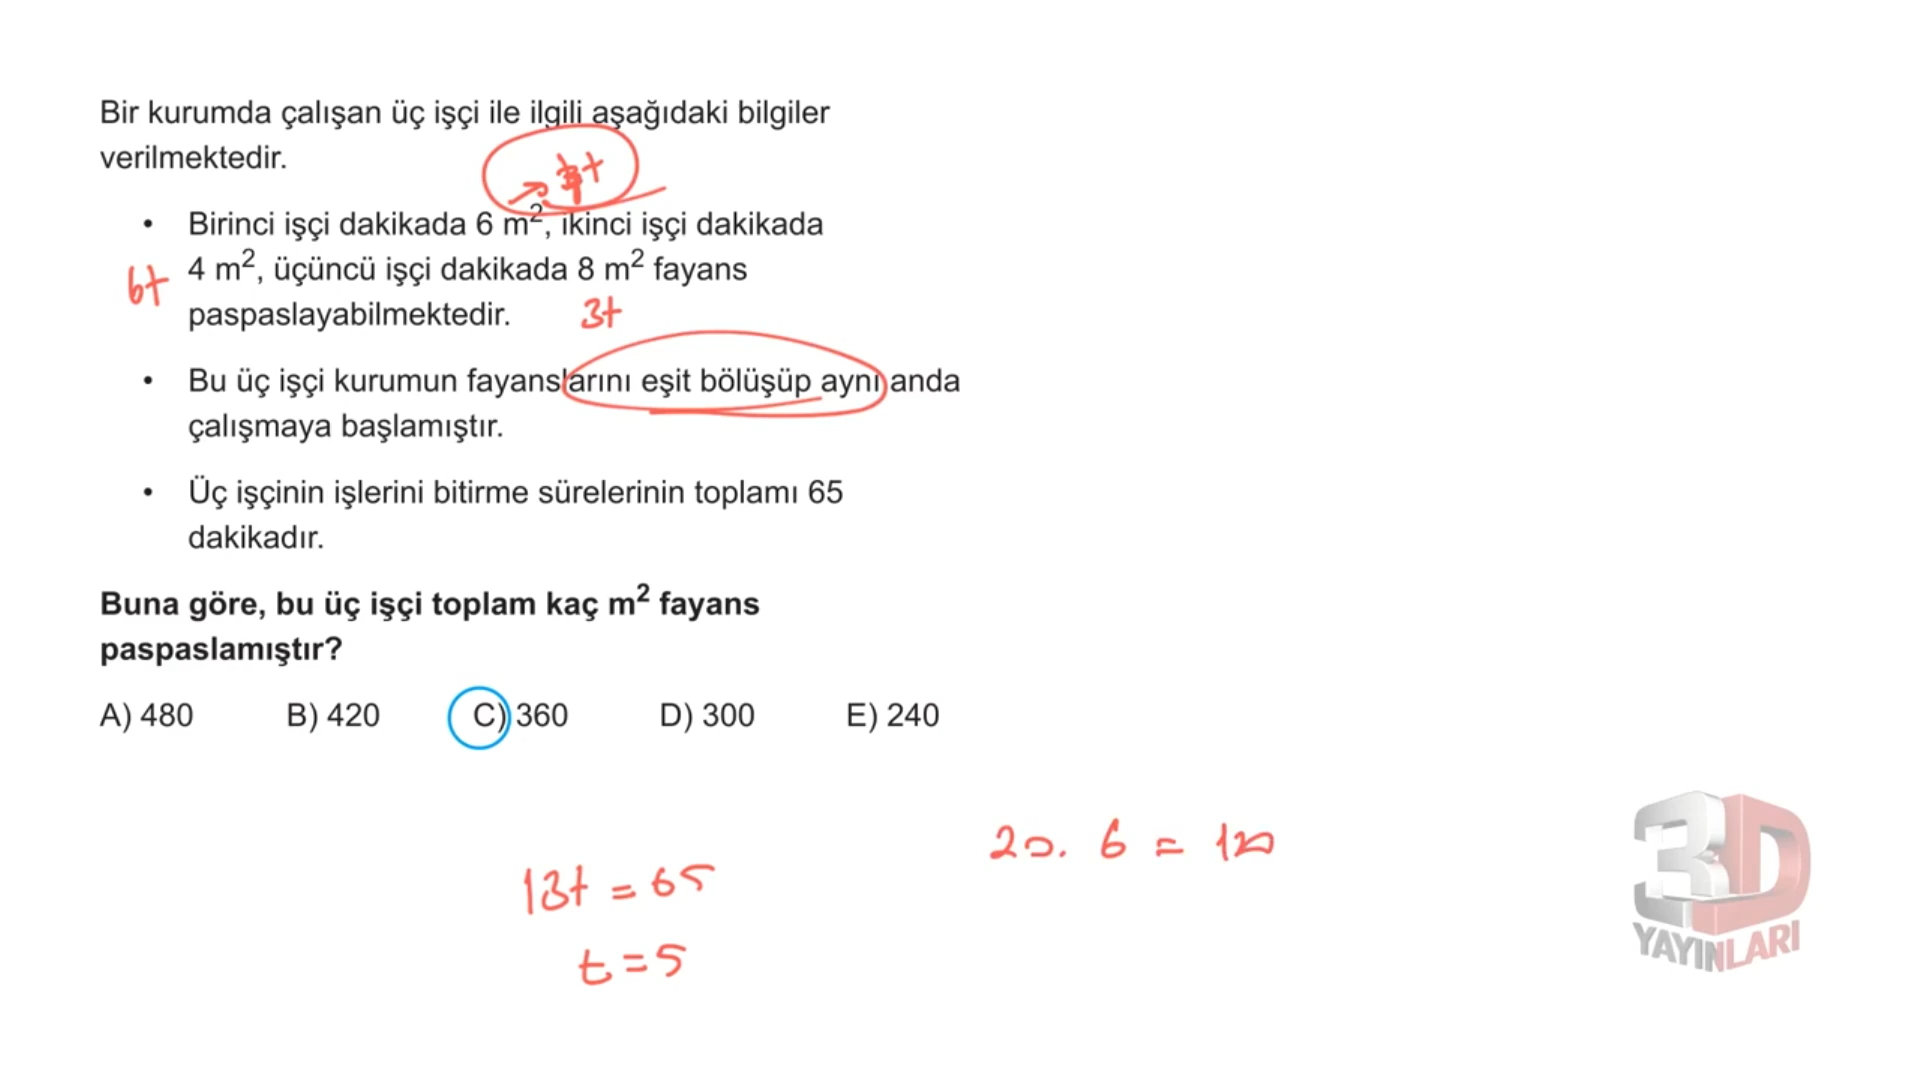 Bir kurumda çalışan üç işçi ile ilgili aşağıdaki bilgiler
verilmektedir.
• Birinci işçi dakikada 6 m², ikinci işçi dakikada
4 m², üçüncü işçi dakikada 8 m² fayans
paspaslayabilmektedir.
6t
3t
• Bu üç işçi kurumun fayanslarını eşit bölüşüp aynı anda
çalışmaya başlamıştır.
• Üç işçinin işlerini bitirme sürelerinin toplamı 65
dakikadır.
Buna göre, bu üç işçi toplam kaç m² fayans
paspaslamıştır?
A) 480 B) 420 C) 360 D) 300 E) 240
20. 6 = 120
13t = 65
t = 5
3D
YAYINLARI